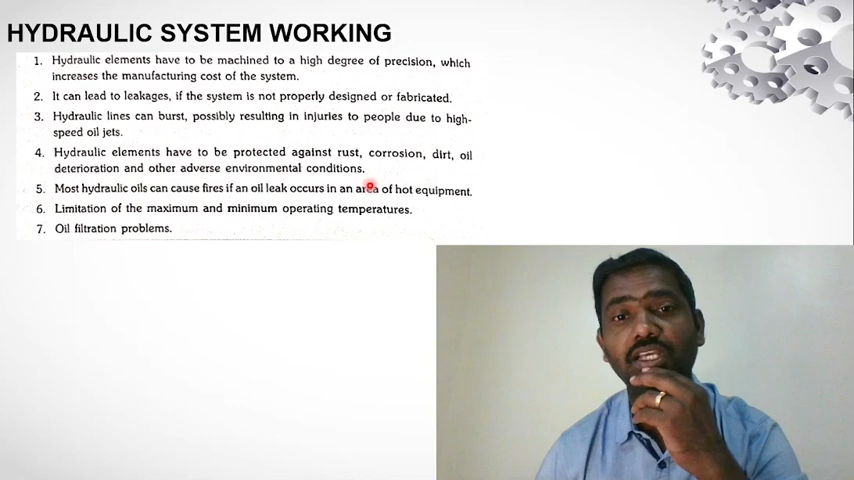 HYDRAULIC SYSTEM WORKING
1. Hydraulic elements have to be machined to a high degree of precision, which
increases the manufacturing cost of the system.
2. It can lead to leakages, if the system is not properly designed or fabricated.
3. Hydraulic lines can burst, possibly resulting in injuries to people due to high-
speed oil jets.
4. Hydraulic elements have to be protected against rust, corrosion, dirt, oil
deterioration and other adverse environmental conditions.
5. Most hydraulic oils can cause fires if an oil leak occurs in an area of hot equipment.
6. Limitation of the maximum and minimum operating temperatures.
7. Oil filtration problems.